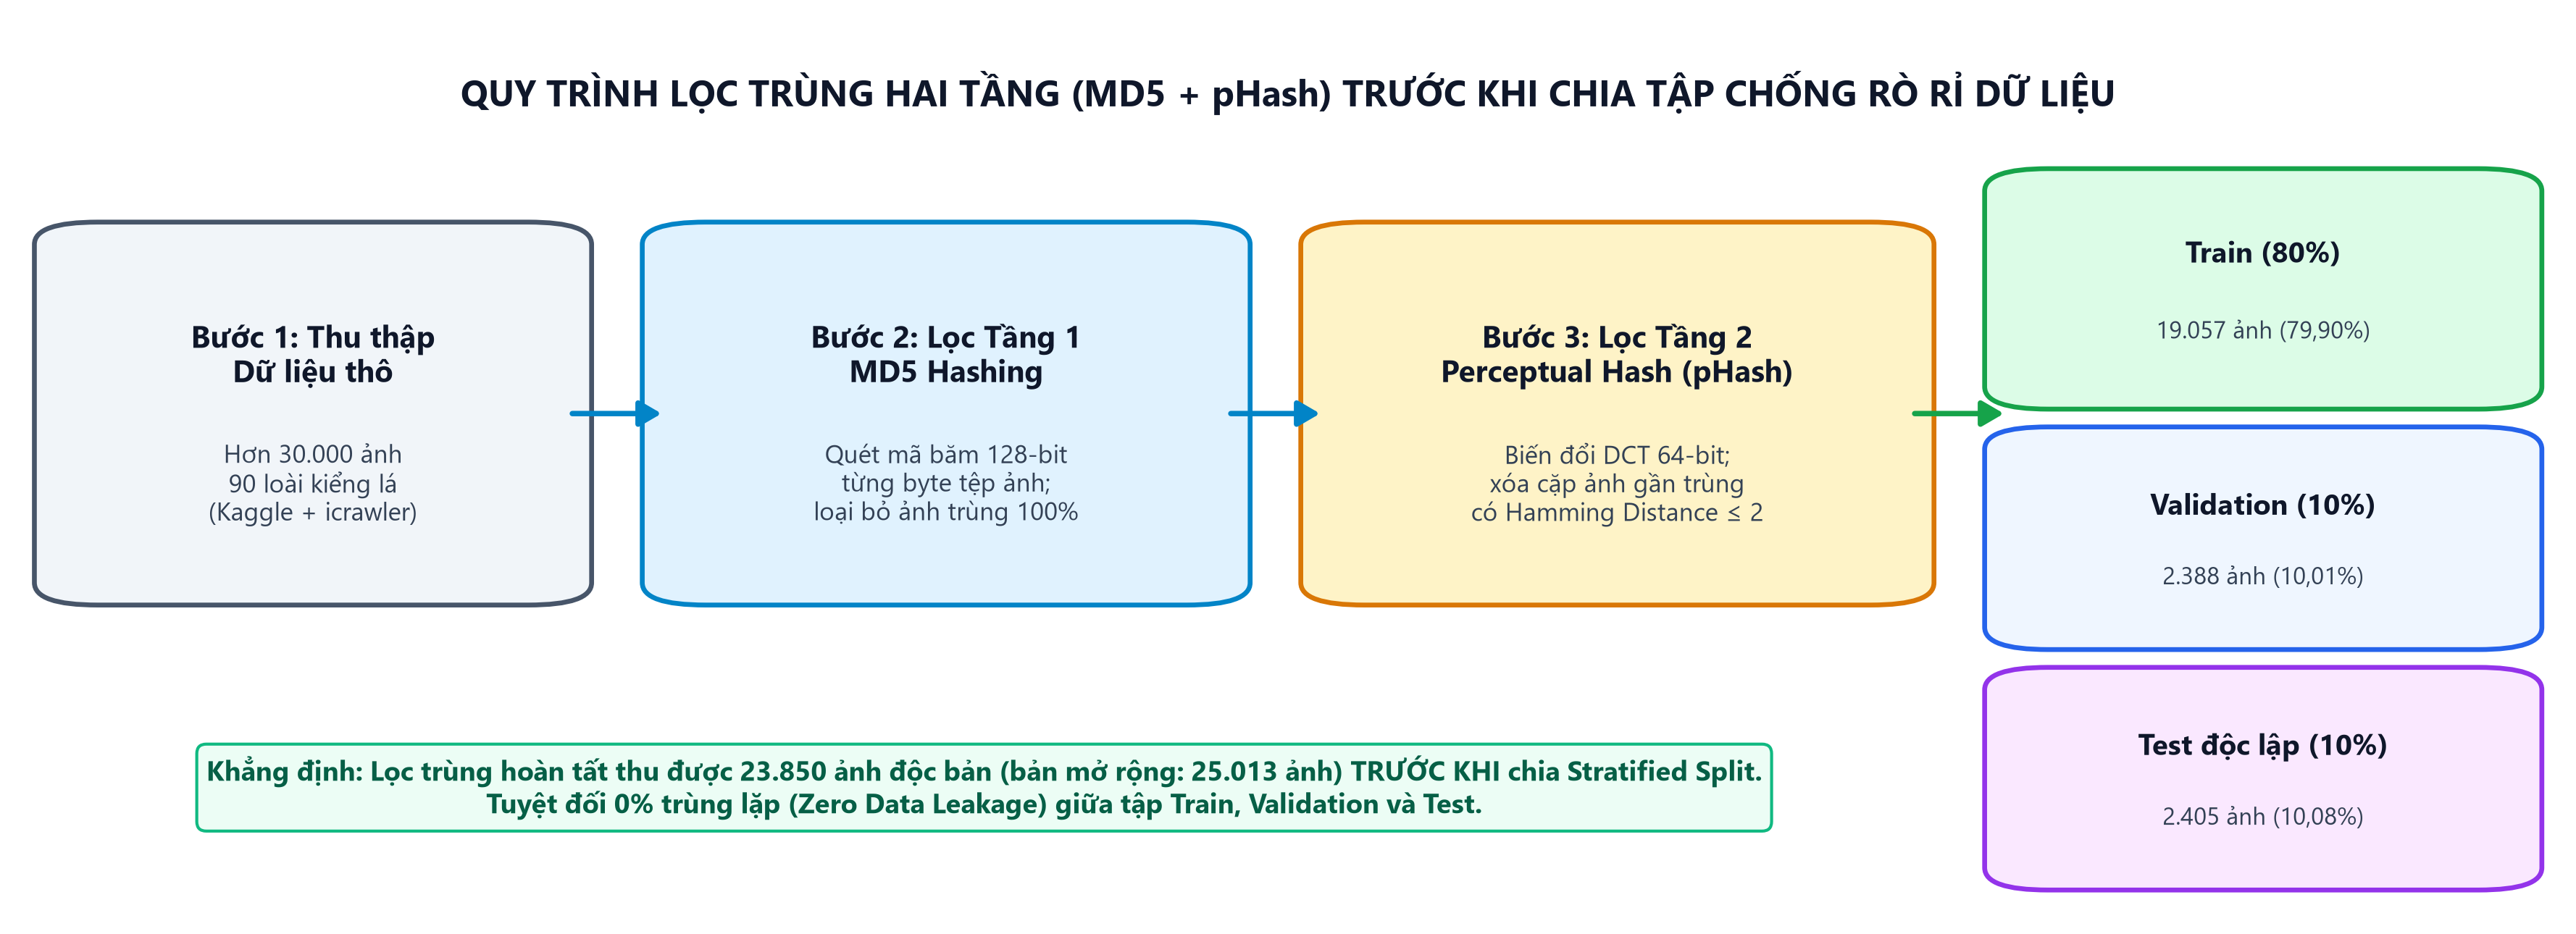 QUY TRÌNH LỌC TRÙNG HAI TẦNG (MD5 + pHash) TRƯỚC KHI CHIA TẬP CHỐNG RÒ RỈ DỮ LIỆU
Bước 1: Thu thập
Dữ liệu thô
Hơn 30.000 ảnh
90 loài kiểng lá
(Kaggle + icrawler)
Bước 2: Lọc Tầng 1
MD5 Hashing
Quét mã băm 128-bit
từng byte tệp ảnh;
loại bỏ ảnh trùng 100%
Bước 3: Lọc Tầng 2
Perceptual Hash (pHash)
Biến đổi DCT 64-bit;
xóa cặp ảnh gần trùng
có Hamming Distance ≤ 2
Train (80%)
19.057 ảnh (79,90%)
Validation (10%)
2.388 ảnh (10,01%)
Test độc lập (10%)
2.405 ảnh (10,08%)
Khẳng định: Lọc trùng hoàn tất thu được 23.850 ảnh độc bản (bản mở rộng: 25.013 ảnh) TRƯỚC KHI chia Stratified Split.
Tuyệt đối 0% trùng lặp (Zero Data Leakage) giữa tập Train, Validation và Test.